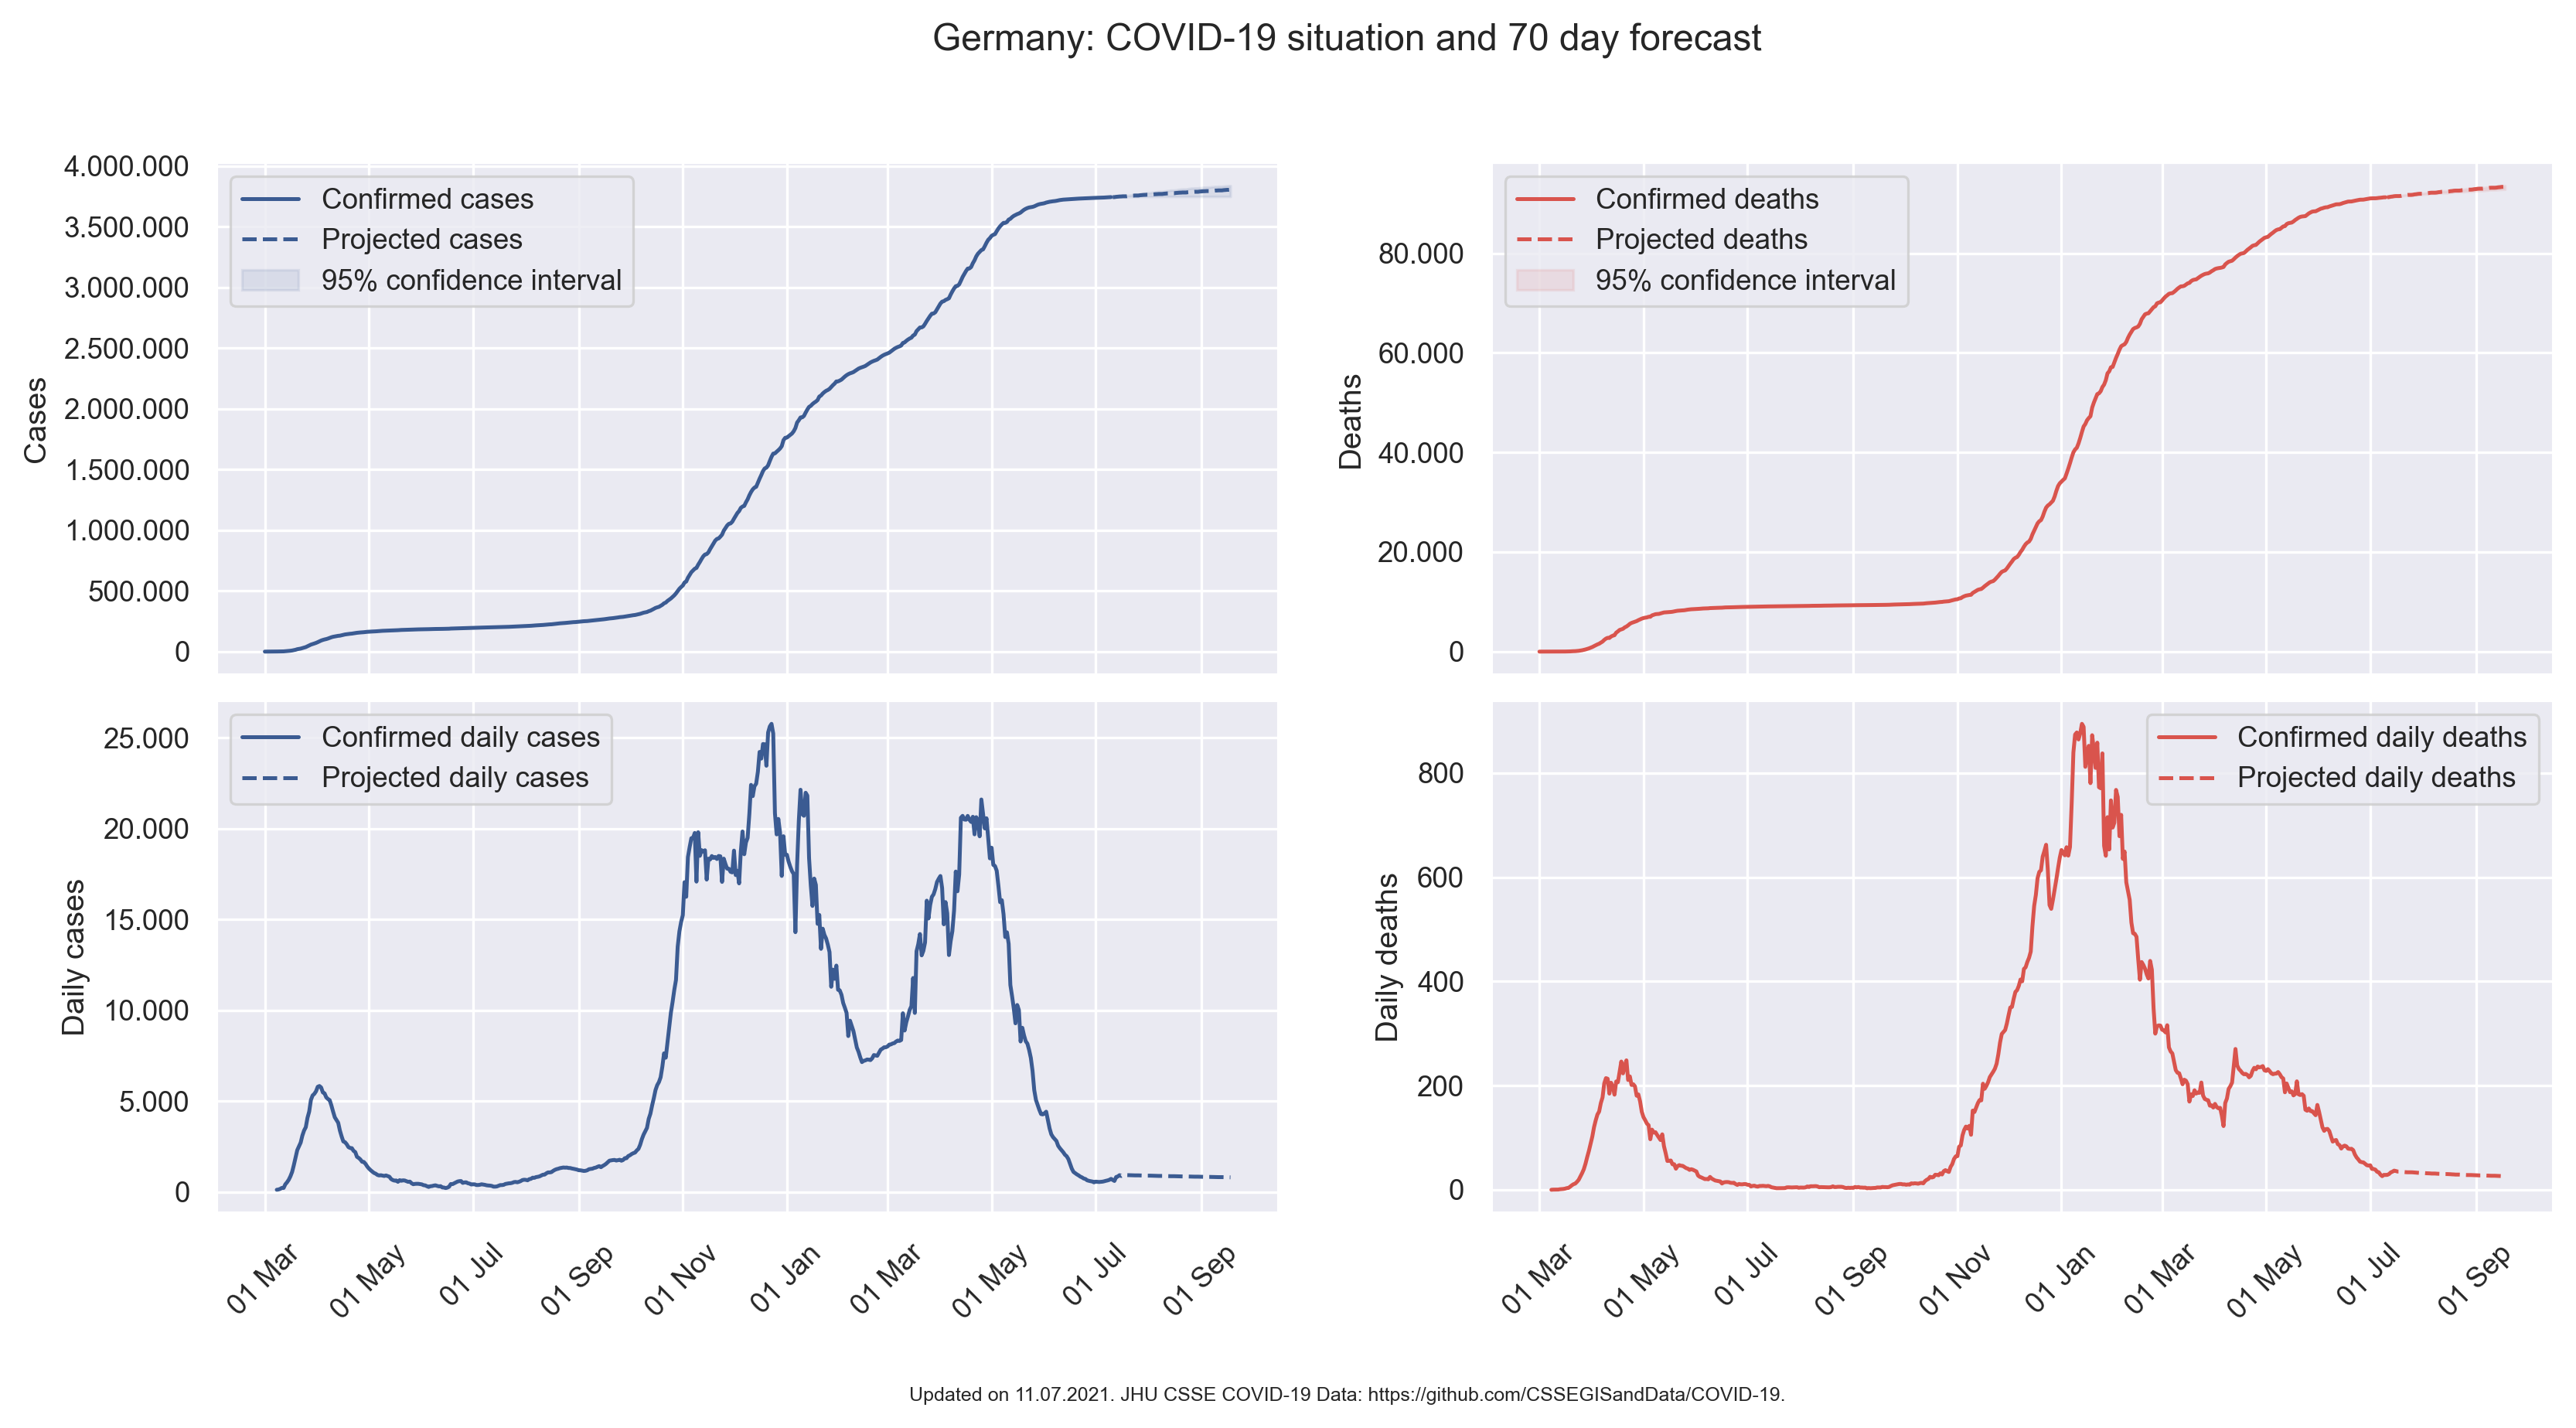 Germany: COVID-19 situation and 70 day forecast
4.000.000
3.500.000
3.000.000
2.500.000
2.000.000
1.500.000
1.000.000
500.000
0
Cases
Confirmed cases
Projected cases
95% confidence interval
80.000
60.000
40.000
20.000
0
Deaths
Confirmed deaths
Projected deaths
95% confidence interval
25.000
20.000
15.000
10.000
5.000
0
Daily cases
Confirmed daily cases
Projected daily cases
01 Mar
01 May
01 Jul
01 Sep
01 Nov
01 Jan
01 Mar
01 May
01 Jul
01 Sep
800
600
400
200
0
Daily deaths
Confirmed daily deaths
Projected daily deaths
01 Mar
01 May
01 Jul
01 Sep
01 Nov
01 Jan
01 Mar
01 May
01 Jul
01 Sep
Updated on 11.07.2021. JHU CSSE COVID-19 Data: https://github.com/CSSEGISandData/COVID-19.